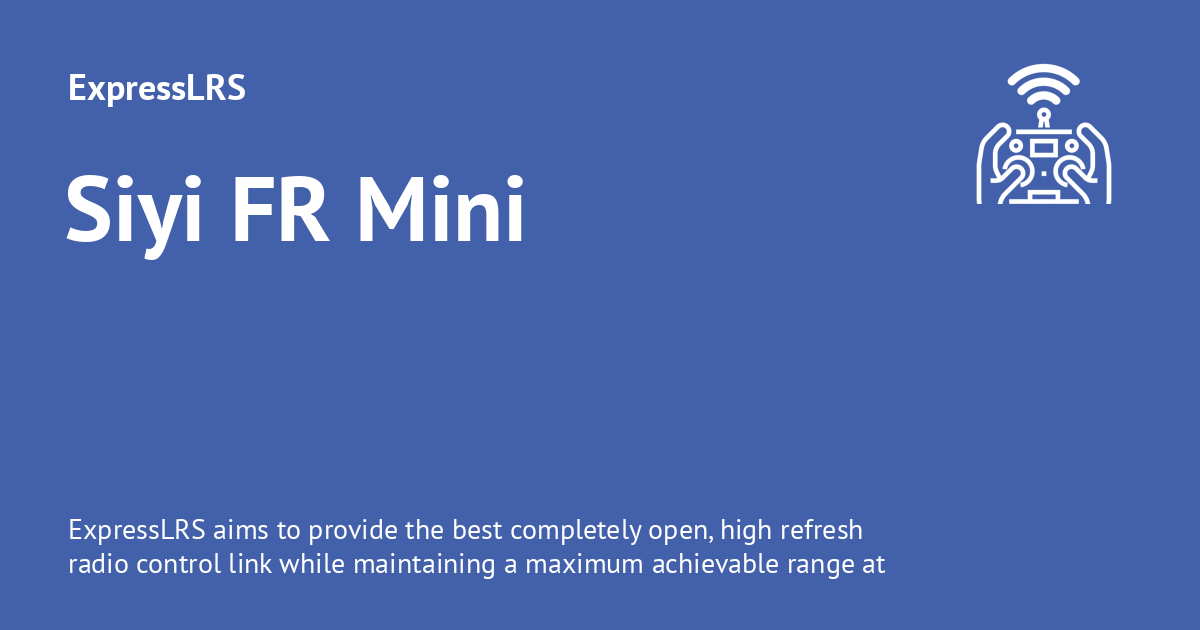 ExpressLRS
Siyi FR Mini
ExpressLRS aims to provide the best completely open, high refresh
radio control link while maintaining a maximum achievable range at